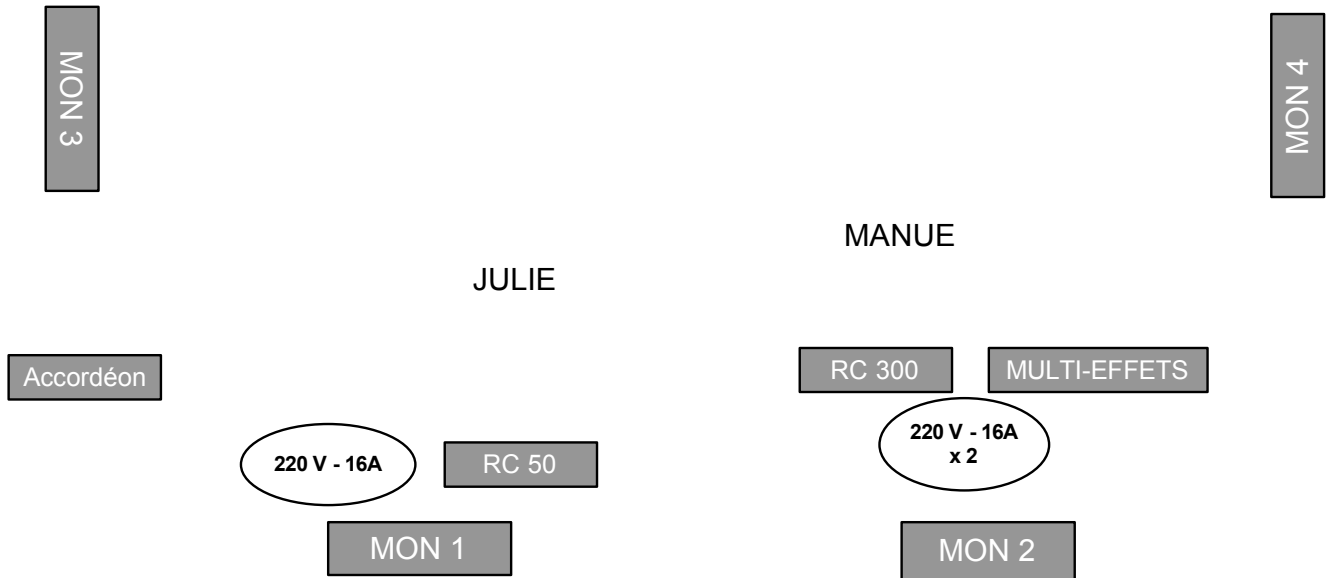 MON 3
MON 4
MANUE
JULIE
Accordéon
RC 300
MULTI-EFFETS
220 V - 16A
x 2
220 V - 16A
RC 50
MON 1
MON 2